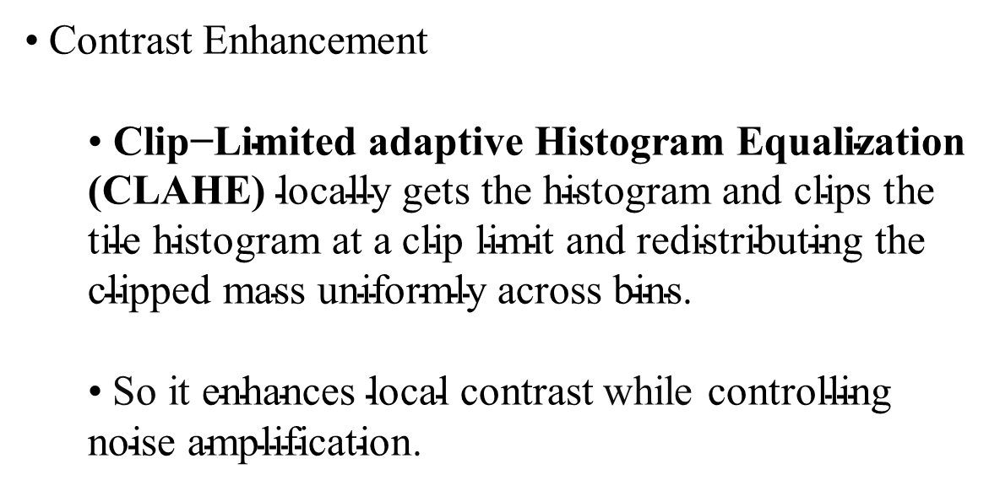 • Contrast Enhancement
• Clip−Limited adaptive Histogram Equalization
(CLAHE) locally gets the histogram and clips the
tile histogram at a clip limit and redistributing the
clipped mass uniformly across bins.
• So it enhances local contrast while controlling
noise amplification.